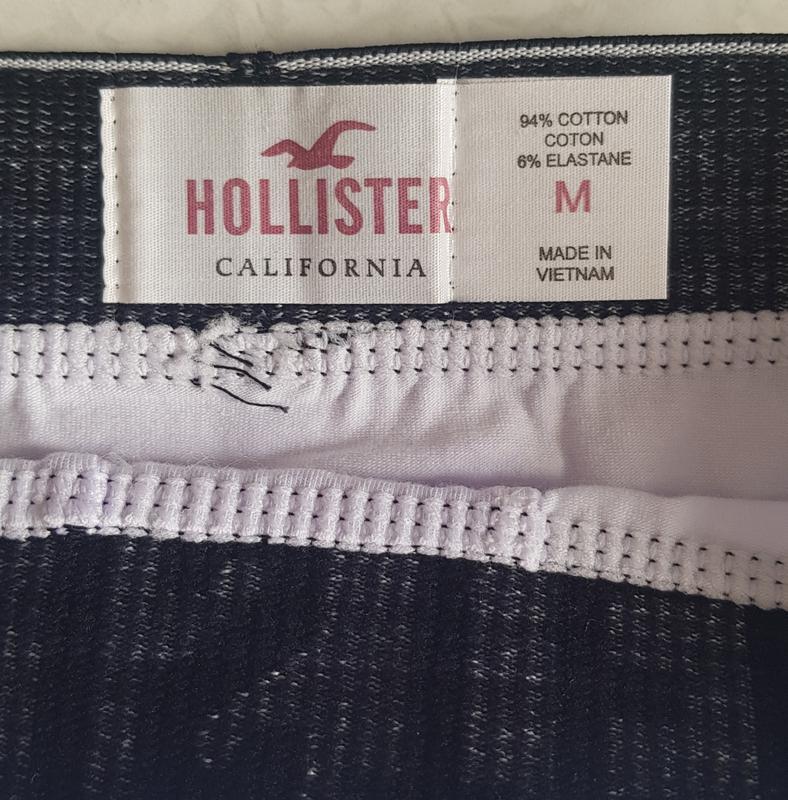 HOLLISTER
CALIFORNIA
94% COTTON
COTON
6% ELASTANE
M
MADE IN
VIETNAM